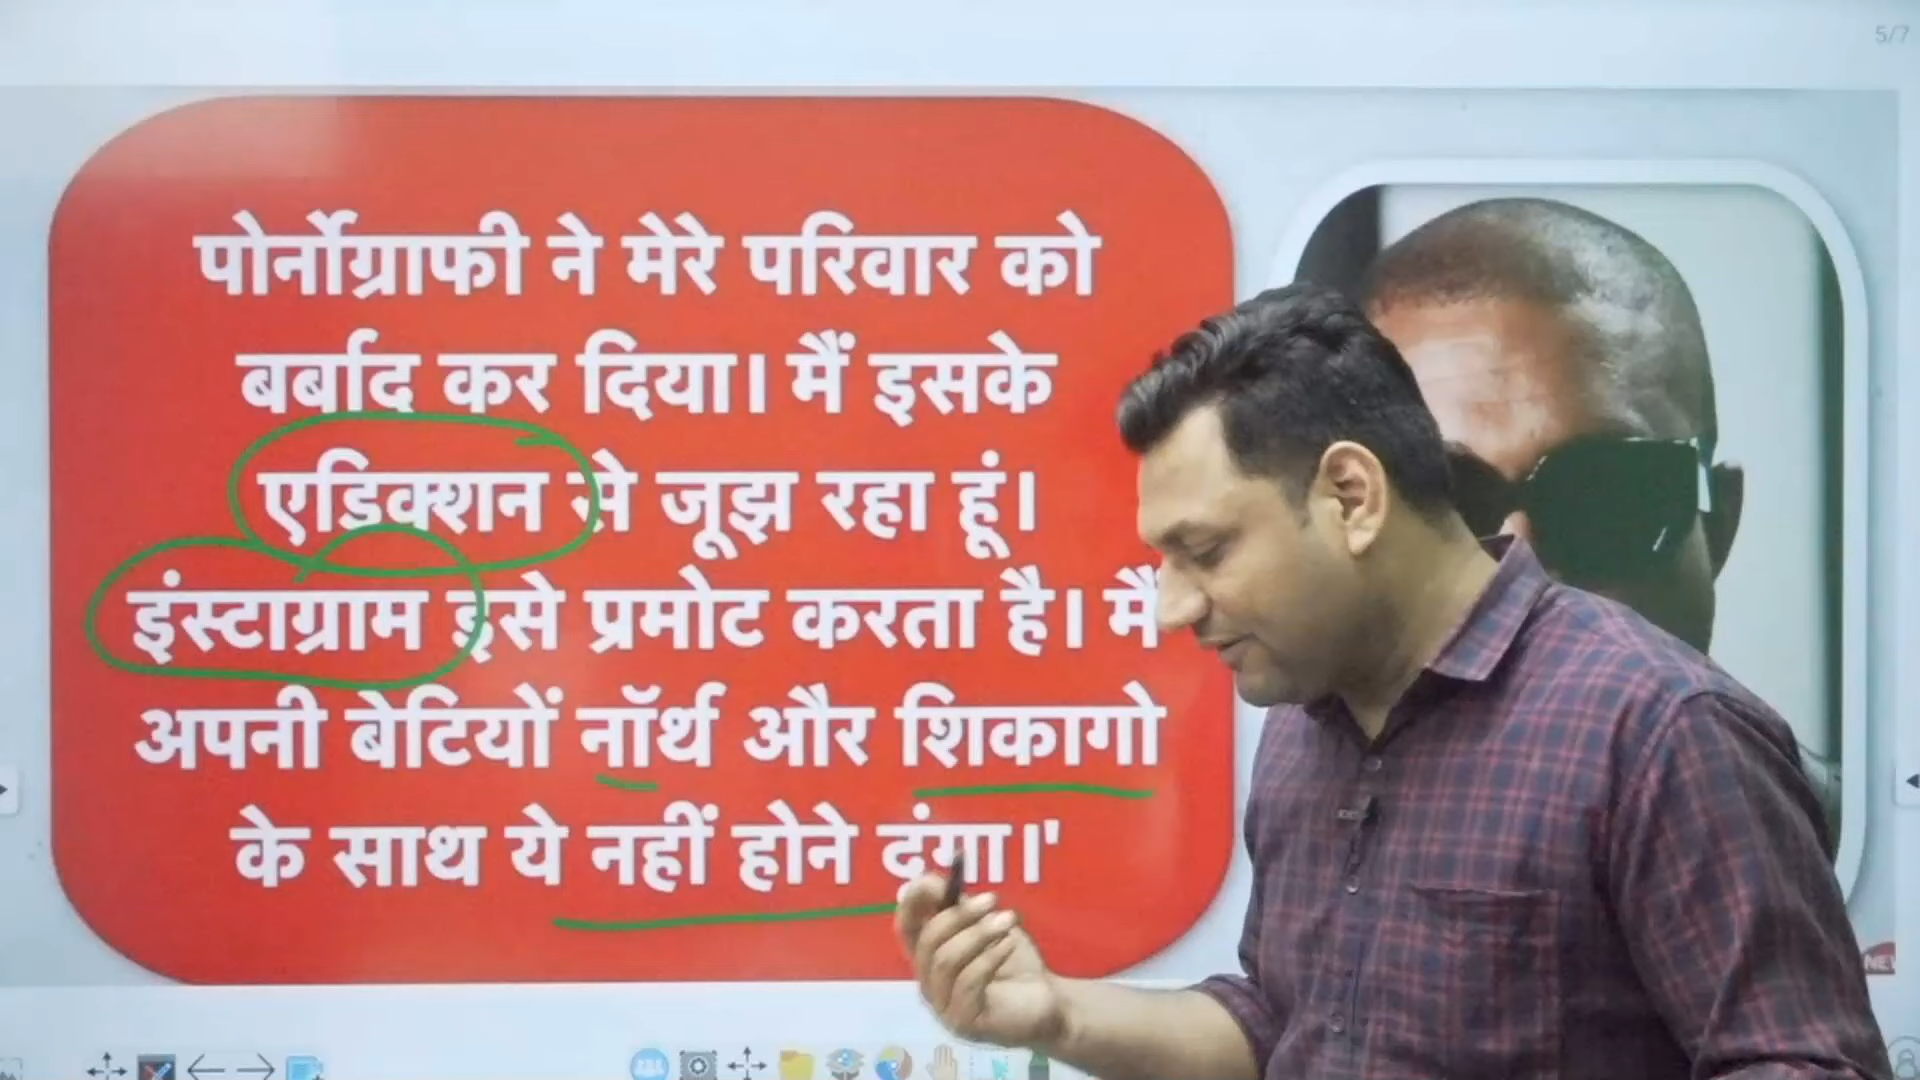 5/7
पोर्नोग्राफी ने मेरे परिवार को
बर्बाद कर दिया। मैं इसके
एडिक्शन से जूझ रहा हूं।
इंस्टाग्राम इसे प्रमोट करता है। मैं
अपनी बेटियों नॉर्थ और शिकागो
के साथ ये नहीं होने दूंगा।'